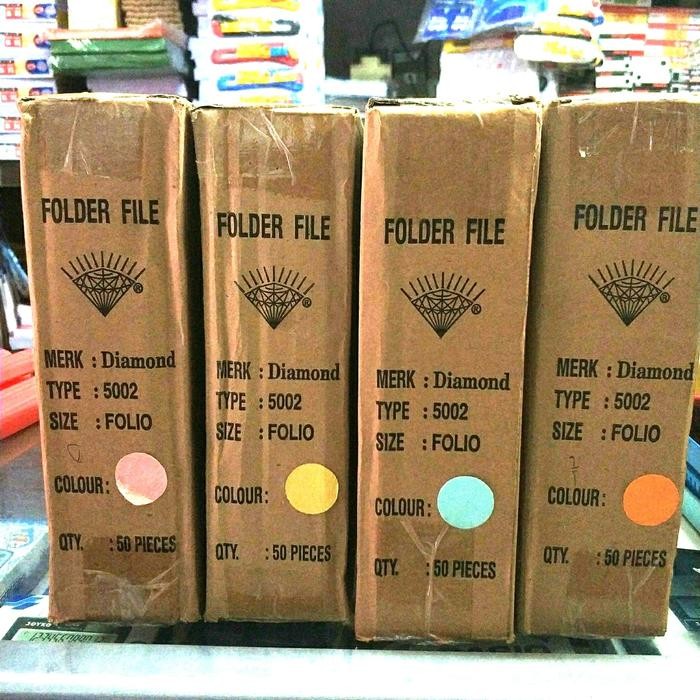 FOLDER FILE
®
MERK : Diamond
TYPE : 5002
SIZE : FOLIO
COLOUR:
QTY. : 50 PIECES
FOLDER FILE
®
MERK : Diamond
TYPE : 5002
SIZE : FOLIO
COLOUR:
QTY. : 50 PIECES
FOLDER FILE
®
MERK : Diamond
TYPE : 5002
SIZE : FOLIO
COLOUR:
QTY. : 50 PIECES
FOLDER FILE
®
MERK : Diamond
TYPE : 5002
SIZE : FOLIO
COLOUR:
QTY. : 50 PIECES
JOYKO